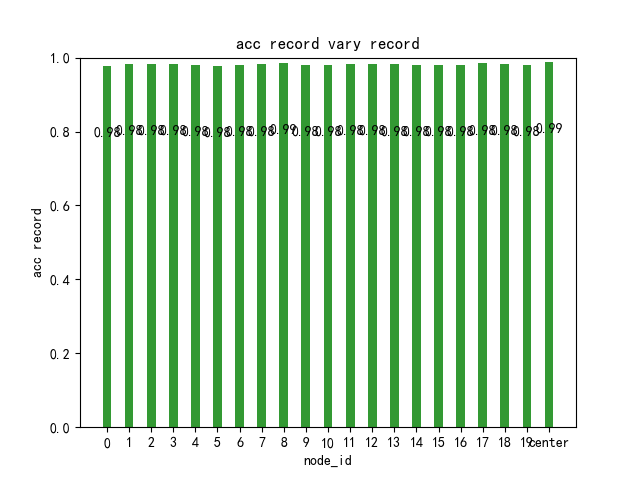 acc record vary record
acc record
1.0
0.8
0.6
0.4
0.2
0.0
0.98 0.98 0.98 0.98 0.98 0.98 0.98 0.98 0.99 0.98 0.98 0.98 0.98 0.98 0.98 0.98 0.98 0.98 0.98 0.98 0.99
0 1 2 3 4 5 6 7 8 9 10 11 12 13 14 15 16 17 18 19 center
node_id